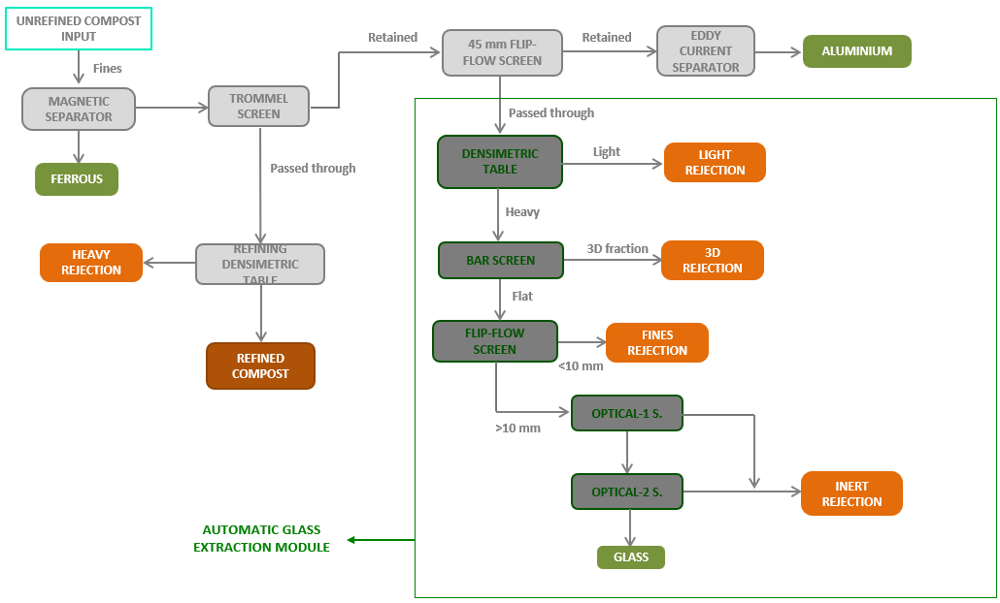 UNREFINED COMPOST
INPUT
Fines
MAGNETIC
SEPARATOR
FERROUS
TROMMEL
SCREEN
Retained
45 mm FLIP-
FLOW SCREEN
Retained
EDDY
CURRENT
SEPARATOR
ALUMINIUM
Passed through
REFINING
DENSIMETRIC
TABLE
HEAVY
REJECTION
REFINED
COMPOST
Passed through
DENSIMETRIC
TABLE
Light
LIGHT
REJECTION
Heavy
BAR SCREEN
3D fraction
3D
REJECTION
Flat
FLIP-FLOW
SCREEN
<10 mm
FINES
REJECTION
>10 mm
OPTICAL-1 S.
OPTICAL-2 S.
INERT
REJECTION
GLASS
AUTOMATIC GLASS
EXTRACTION MODULE